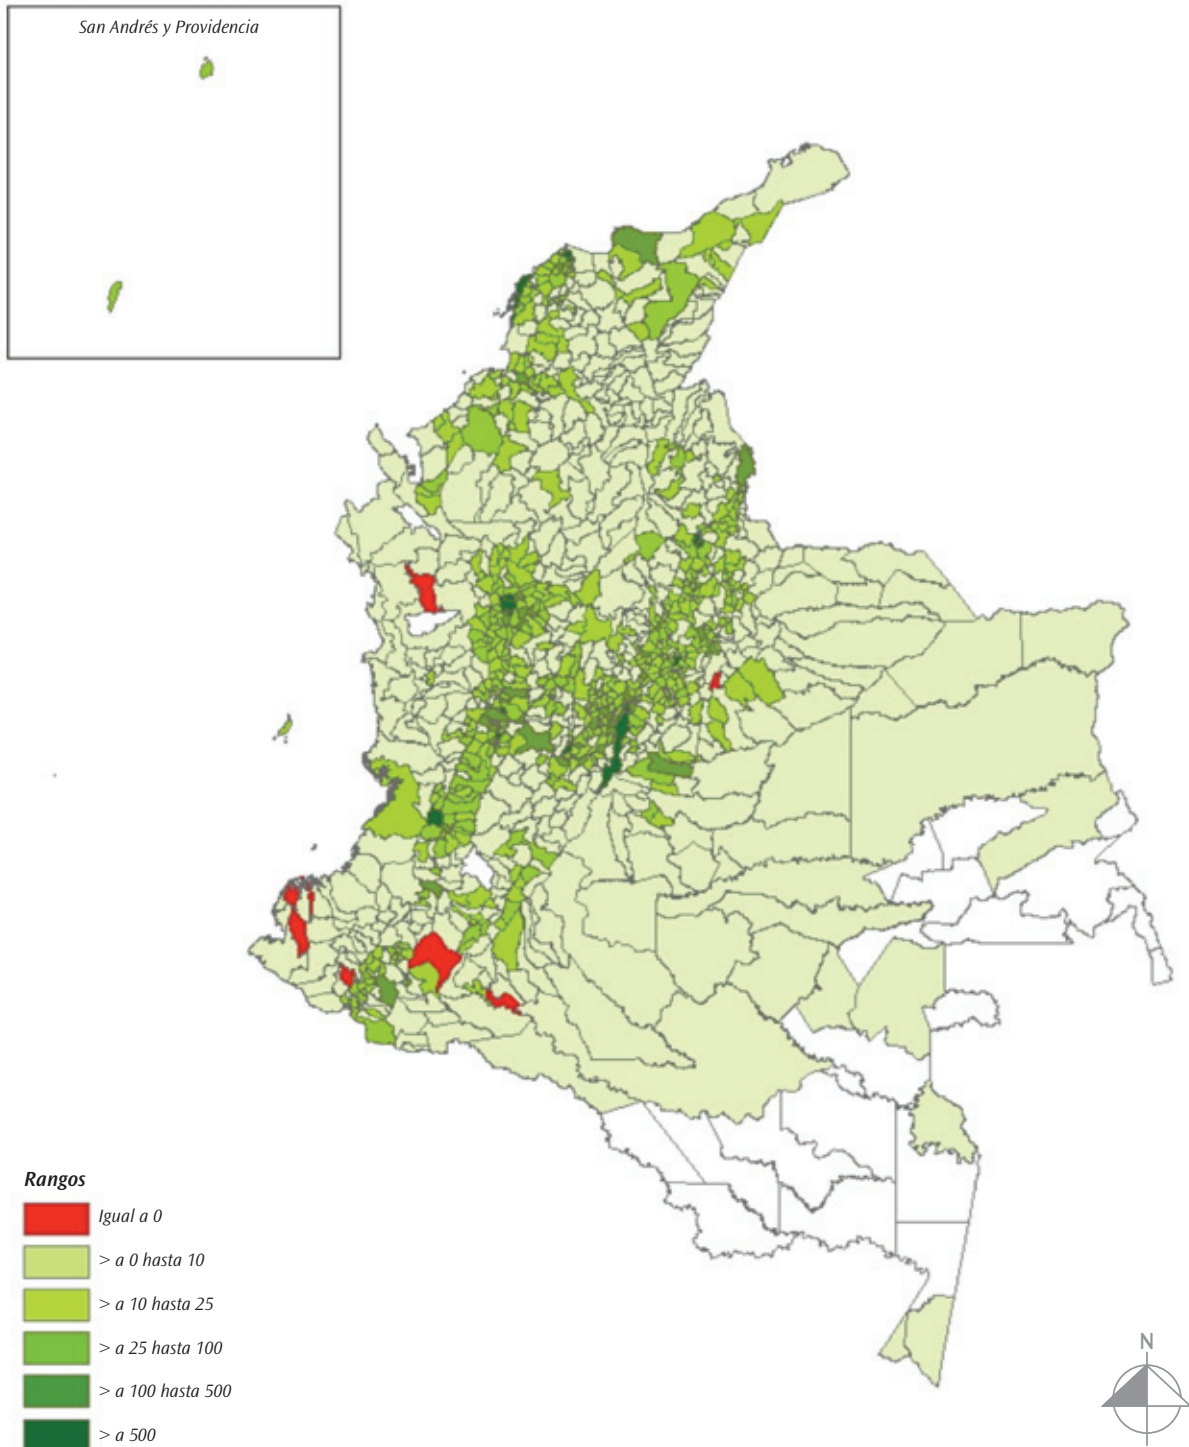 San Andrés y Providencia
Rangos
Igual a 0
> a 0 hasta 10
> a 10 hasta 25
> a 25 hasta 100
> a 100 hasta 500
> a 500
N